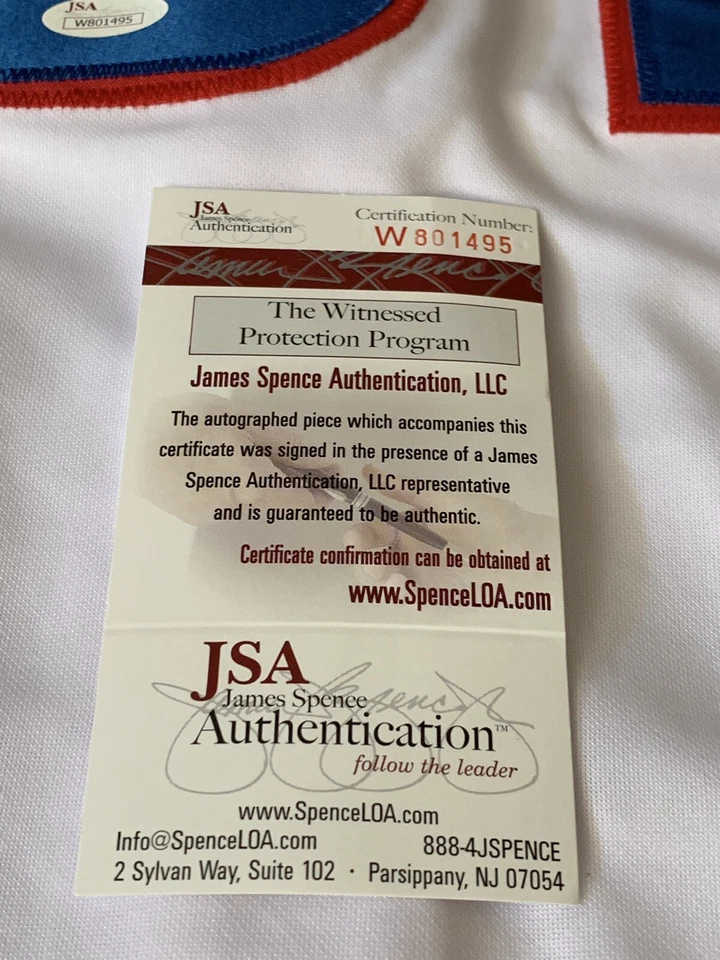 JSA
W801495
JSA
James Spence
Authentication
Certification Number:
W801495
The Witnessed
Protection Program
James Spence Authentication, LLC
The autographed piece which accompanies this
certificate was signed in the presence of a James
Spence Authentication, LLC representative
and is guaranteed to be authentic.
Certificate confirmation can be obtained at
www.SpenceLOA.com
JSA
James Spence
Authentication™
follow the leader
www.SpenceLOA.com
Info@SpenceLOA.com 888-4JSPENCE
2 Sylvan Way, Suite 102 · Parsippany, NJ 07054